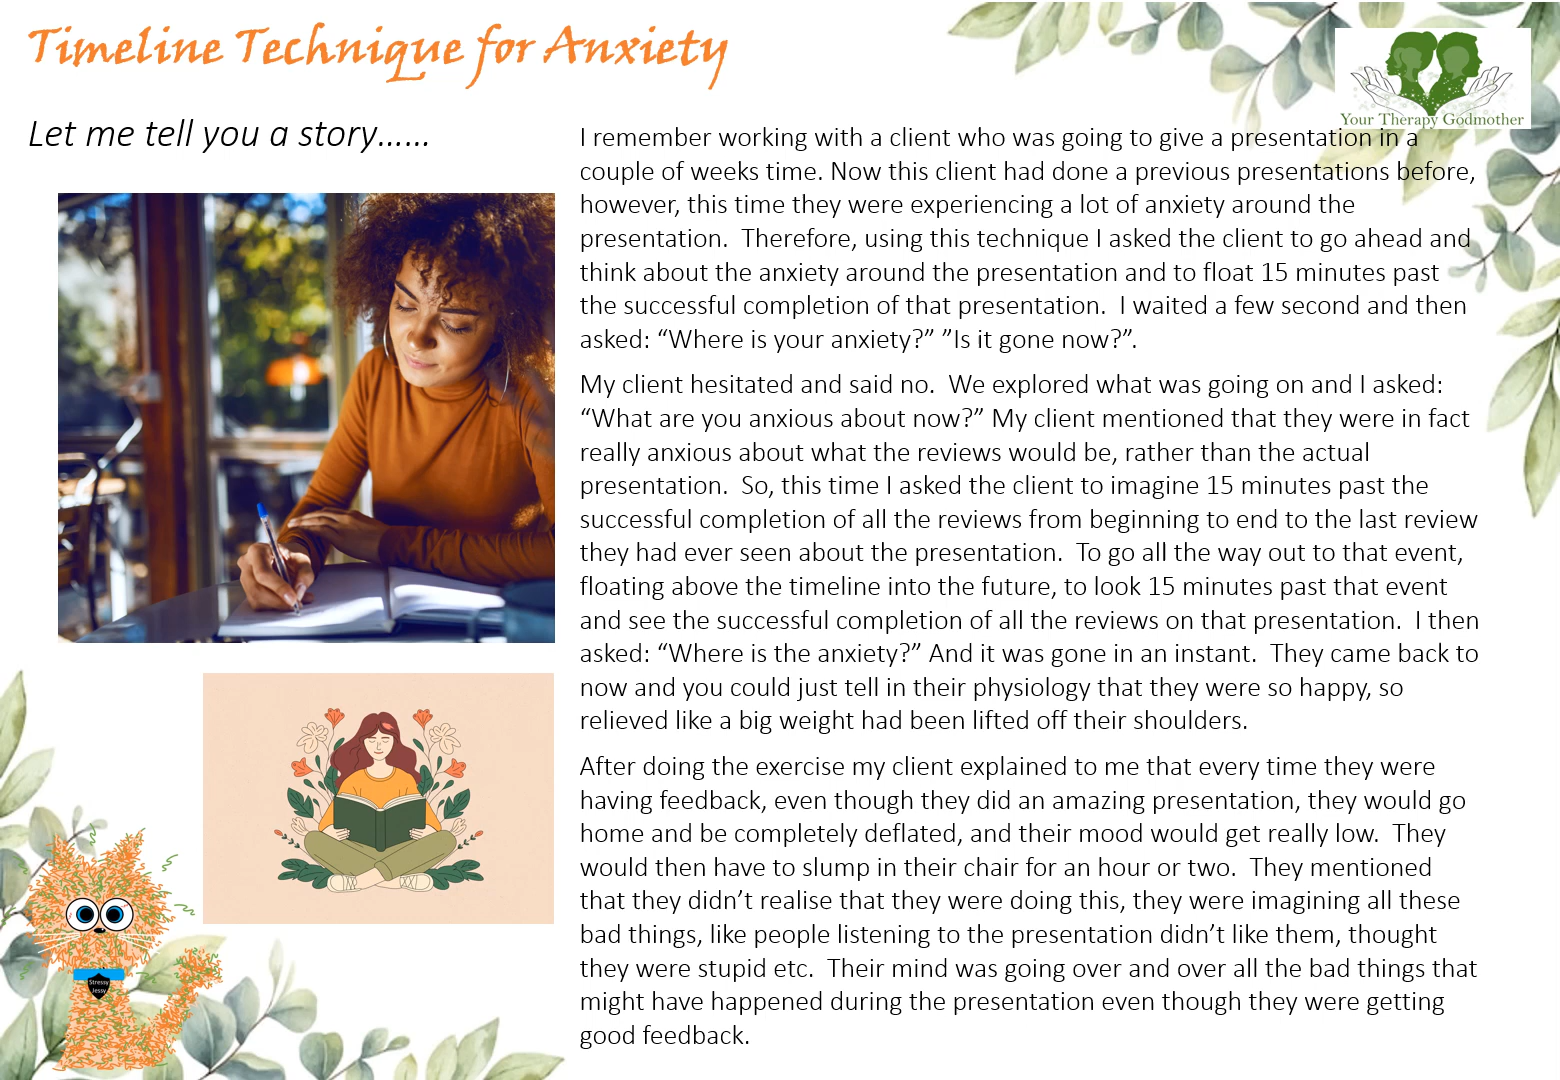 Timeline Technique for Anxiety
Your Therapy Godmother
Let me tell you a story......
I remember working with a client who was going to give a presentation in a
couple of weeks time. Now this client had done a previous presentations before,
however, this time they were experiencing a lot of anxiety around the
presentation.  Therefore, using this technique I asked the client to go ahead and
think about the anxiety around the presentation and to float 15 minutes past
the successful completion of that presentation.  I waited a few second and then
asked: “Where is your anxiety?” ”Is it gone now?”.
My client hesitated and said no.  We explored what was going on and I asked:
“What are you anxious about now?” My client mentioned that they were in fact
really anxious about what the reviews would be, rather than the actual
presentation.  So, this time I asked the client to imagine 15 minutes past the
successful completion of all the reviews from beginning to end to the last review
they had ever seen about the presentation.  To go all the way out to that event,
floating above the timeline into the future, to look 15 minutes past that event
and see the successful completion of all the reviews on that presentation.  I then
asked: “Where is the anxiety?” And it was gone in an instant.  They came back to
now and you could just tell in their physiology that they were so happy, so
relieved like a big weight had been lifted off their shoulders.
After doing the exercise my client explained to me that every time they were
having feedback, even though they did an amazing presentation, they would go
home and be completely deflated, and their mood would get really low.  They
would then have to slump in their chair for an hour or two.  They mentioned
that they didn’t realise that they were doing this, they were imagining all these
bad things, like people listening to the presentation didn’t like them, thought
they were stupid etc.  Their mind was going over and over all the bad things that
might have happened during the presentation even though they were getting
good feedback.
Stressy
Jessy